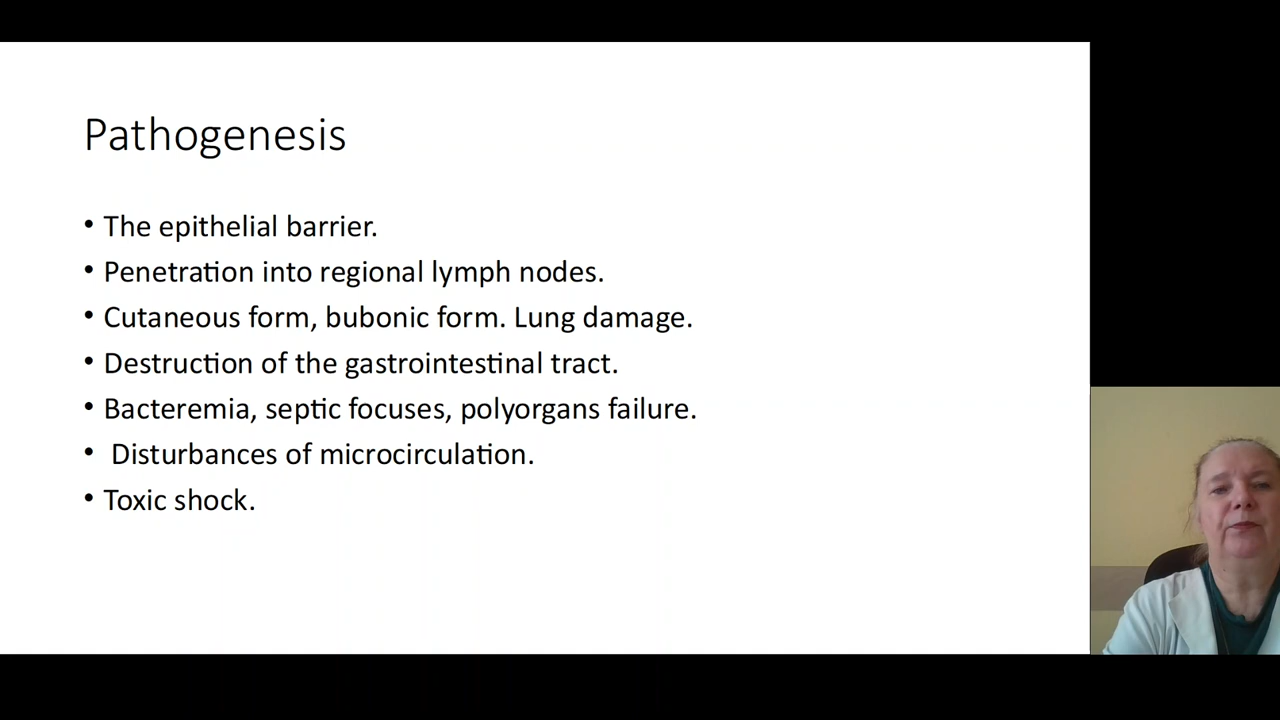 Pathogenesis
• The epithelial barrier.
• Penetration into regional lymph nodes.
• Cutaneous form, bubonic form. Lung damage.
• Destruction of the gastrointestinal tract.
• Bacteremia, septic focuses, polyorgans failure.
• Disturbances of microcirculation.
• Toxic shock.